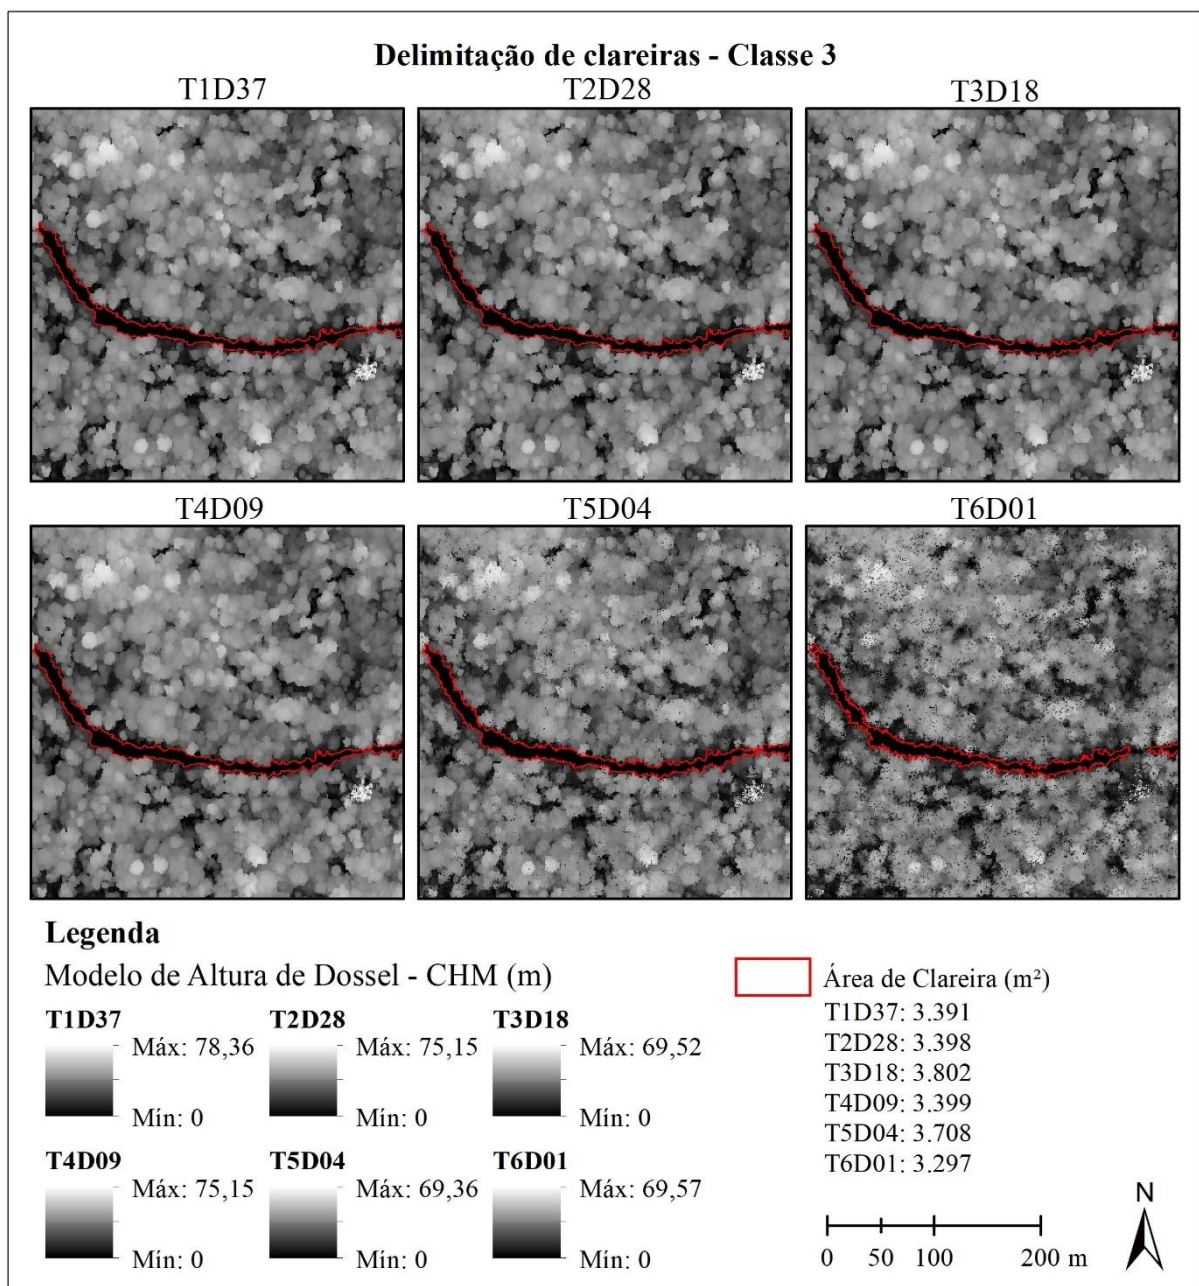 Delimitação de clareiras - Classe 3
T1D37
T2D28
T3D18
T4D09
T5D04
T6D01
Legenda
Modelo de Altura de Dossel - CHM (m)
T1D37
Máx: 78,36
Mín: 0
T2D28
Máx: 75,15
Mín: 0
T3D18
Máx: 69,52
Mín: 0
T4D09
Máx: 75,15
Mín: 0
T5D04
Máx: 69,36
Mín: 0
T6D01
Máx: 69,57
Mín: 0
Área de Clareira (m²)
T1D37: 3.391
T2D28: 3.398
T3D18: 3.802
T4D09: 3.399
T5D04: 3.708
T6D01: 3.297
0 50 100 200 m
N